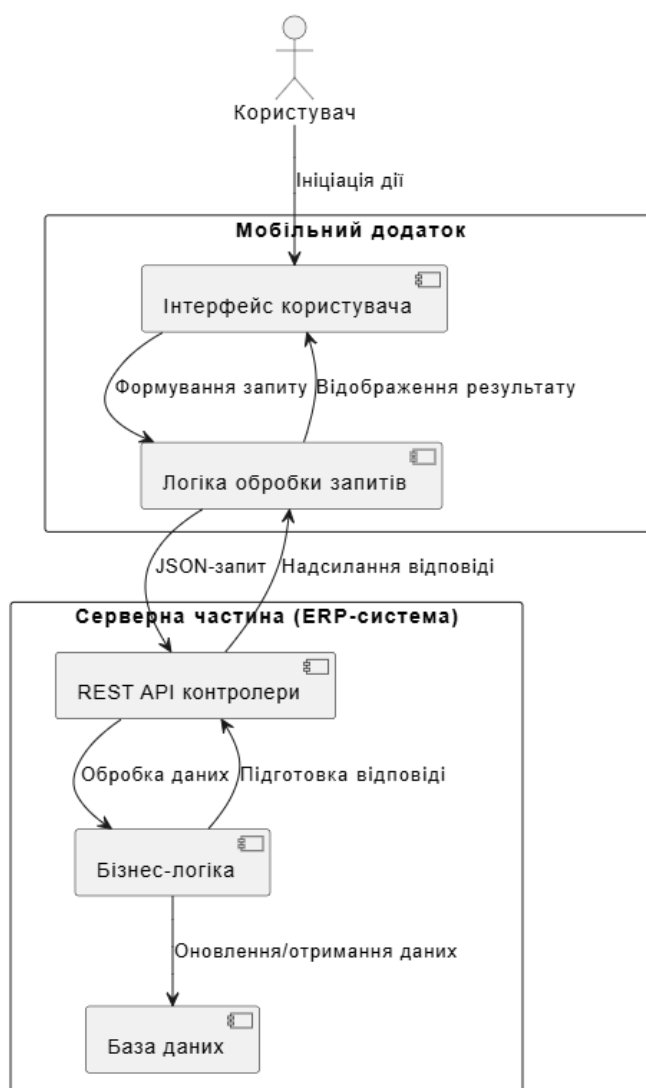 Користувач
Ініціація дії
Мобільний додаток
Інтерфейс користувача
Формування запиту
Відображення результату
Логіка обробки запитів
JSON-запит
Надсилання відповіді
Серверна частина (ERP-система)
REST API контролери
Обробка даних
Підготовка відповіді
Бізнес-логіка
Оновлення/отримання даних
База даних